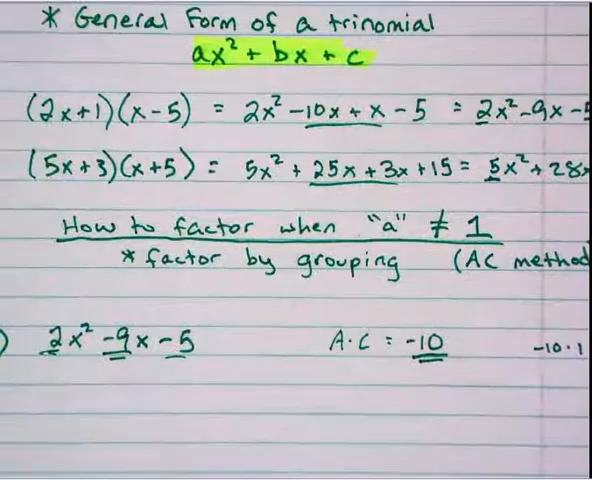 * General Form of a trinomial
ax² + bx + c
(2x+1)(x-5) = 2x² -10x + x - 5 = 2x² -9x -5
(5x+3)(x+5) = 5x² + 25x + 3x +15 = 5x² + 28x
How to factor when "a" ≠ 1
* factor by grouping (AC method
) 2x² -9x -5 A·C = -10 -10·1